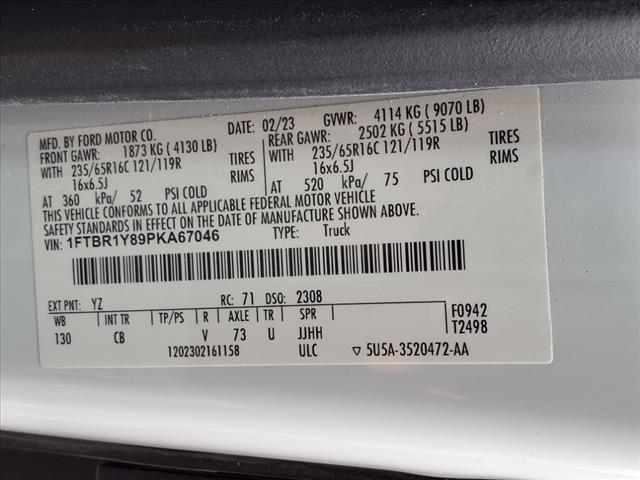 MFD. BY FORD MOTOR CO. DATE: 02/23 GVWR: 4114 KG ( 9070 LB)
FRONT GAWR: 1873 KG ( 4130 LB) REAR GAWR: 2502 KG ( 5515 LB)
WITH 235/65R16C 121/119R TIRES WITH 235/65R16C 121/119R TIRES
16x6.5J RIMS 16x6.5J RIMS
AT 360 kPa/ 52 PSI COLD AT 520 kPa/ 75 PSI COLD
THIS VEHICLE CONFORMS TO ALL APPLICABLE FEDERAL MOTOR VEHICLE
SAFETY STANDARDS IN EFFECT ON THE DATE OF MANUFACTURE SHOWN ABOVE.
VIN: 1FTBR1Y89PKA67046 TYPE: Truck
EXT PNT: YZ RC: 71 DSO: 2308
WB INT TR TP/PS R AXLE TR SPR F0942
130 CB V 73 U JJHH T2498
1202302161158 ULC ▽ 5U5A-3520472-AA